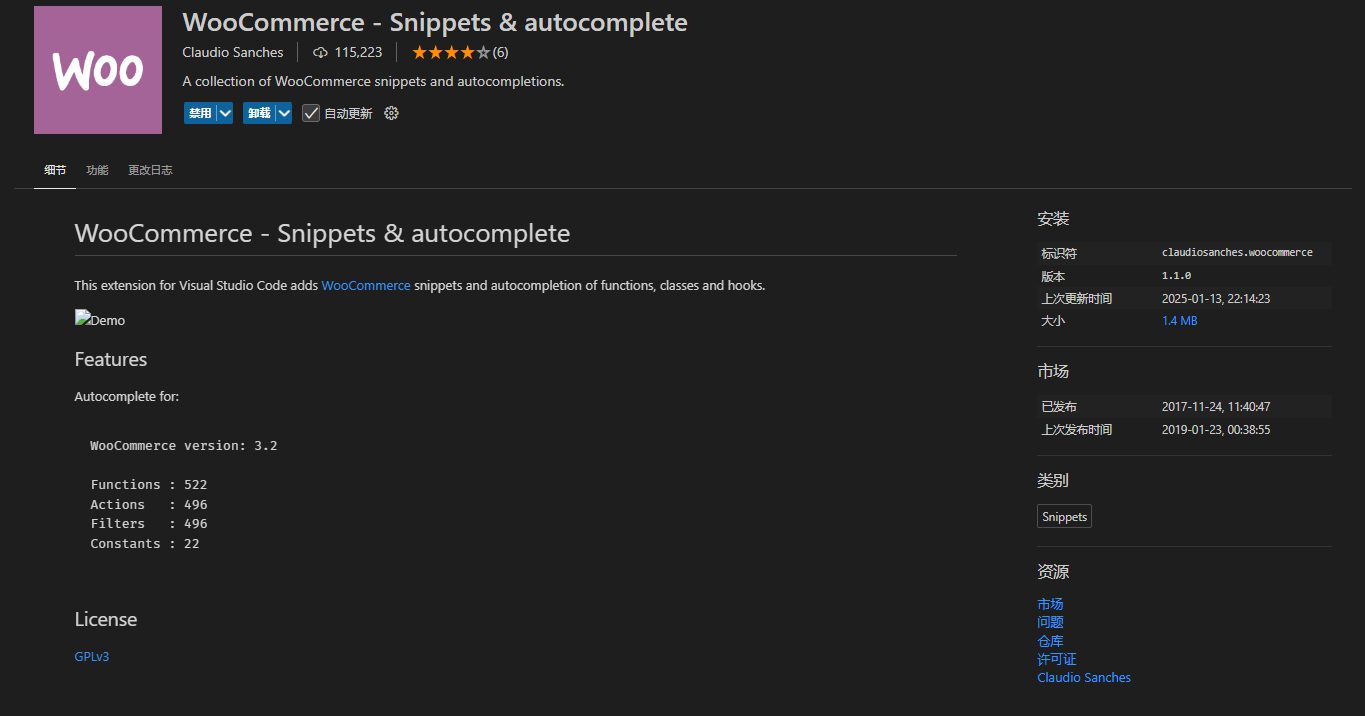 WooCommerce - Snippets & autocomplete
Woo
Claudio Sanches
115,223
(6)
A collection of WooCommerce snippets and autocompletions.
禁用
卸载
自动更新
细节
功能
更改日志
WooCommerce - Snippets & autocomplete
This extension for Visual Studio Code adds WooCommerce snippets and autocompletion of functions, classes and hooks.
Demo
Features
Autocomplete for:
WooCommerce version: 3.2
Functions : 522
Actions   : 496
Filters   : 496
Constants : 22
License
GPLv3
安装
标识符 claudiosanches.woocommerce
版本 1.1.0
上次更新时间 2025-01-13, 22:14:23
大小 1.4 MB
市场
已发布 2017-11-24, 11:40:47
上次发布时间 2019-01-23, 00:38:55
类别
Snippets
资源
市场
问题
仓库
许可证
Claudio Sanches